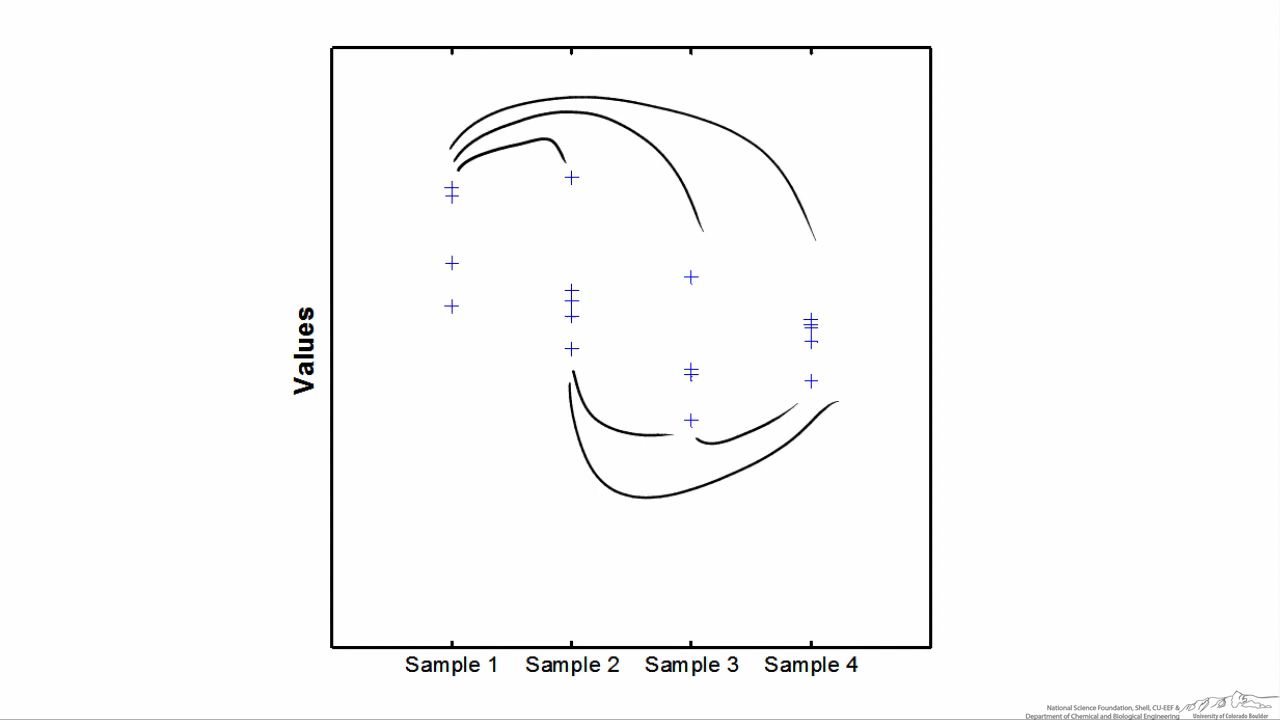 Values
Sample 1 Sample 2 Sample 3 Sample 4
National Science Foundation, Shell, CU-EEF &
Department of Chemical and Biological Engineering
University of Colorado Boulder